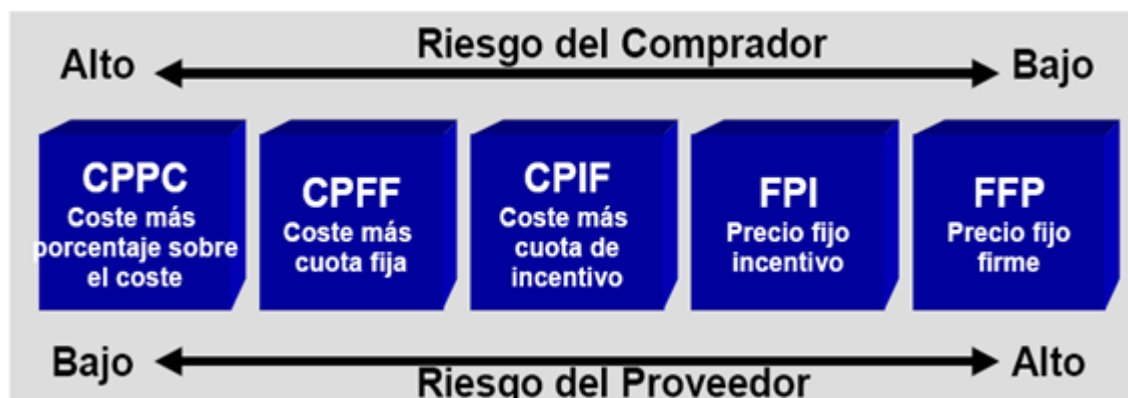 Riesgo del Comprador
Alto
Bajo
CPPC
Coste más
porcentaje sobre
el coste
CPFF
Coste más
cuota fija
CPIF
Coste más
cuota de
incentivo
FPI
Precio fijo
incentivo
FFP
Precio fijo
firme
Bajo
Alto
Riesgo del Proveedor